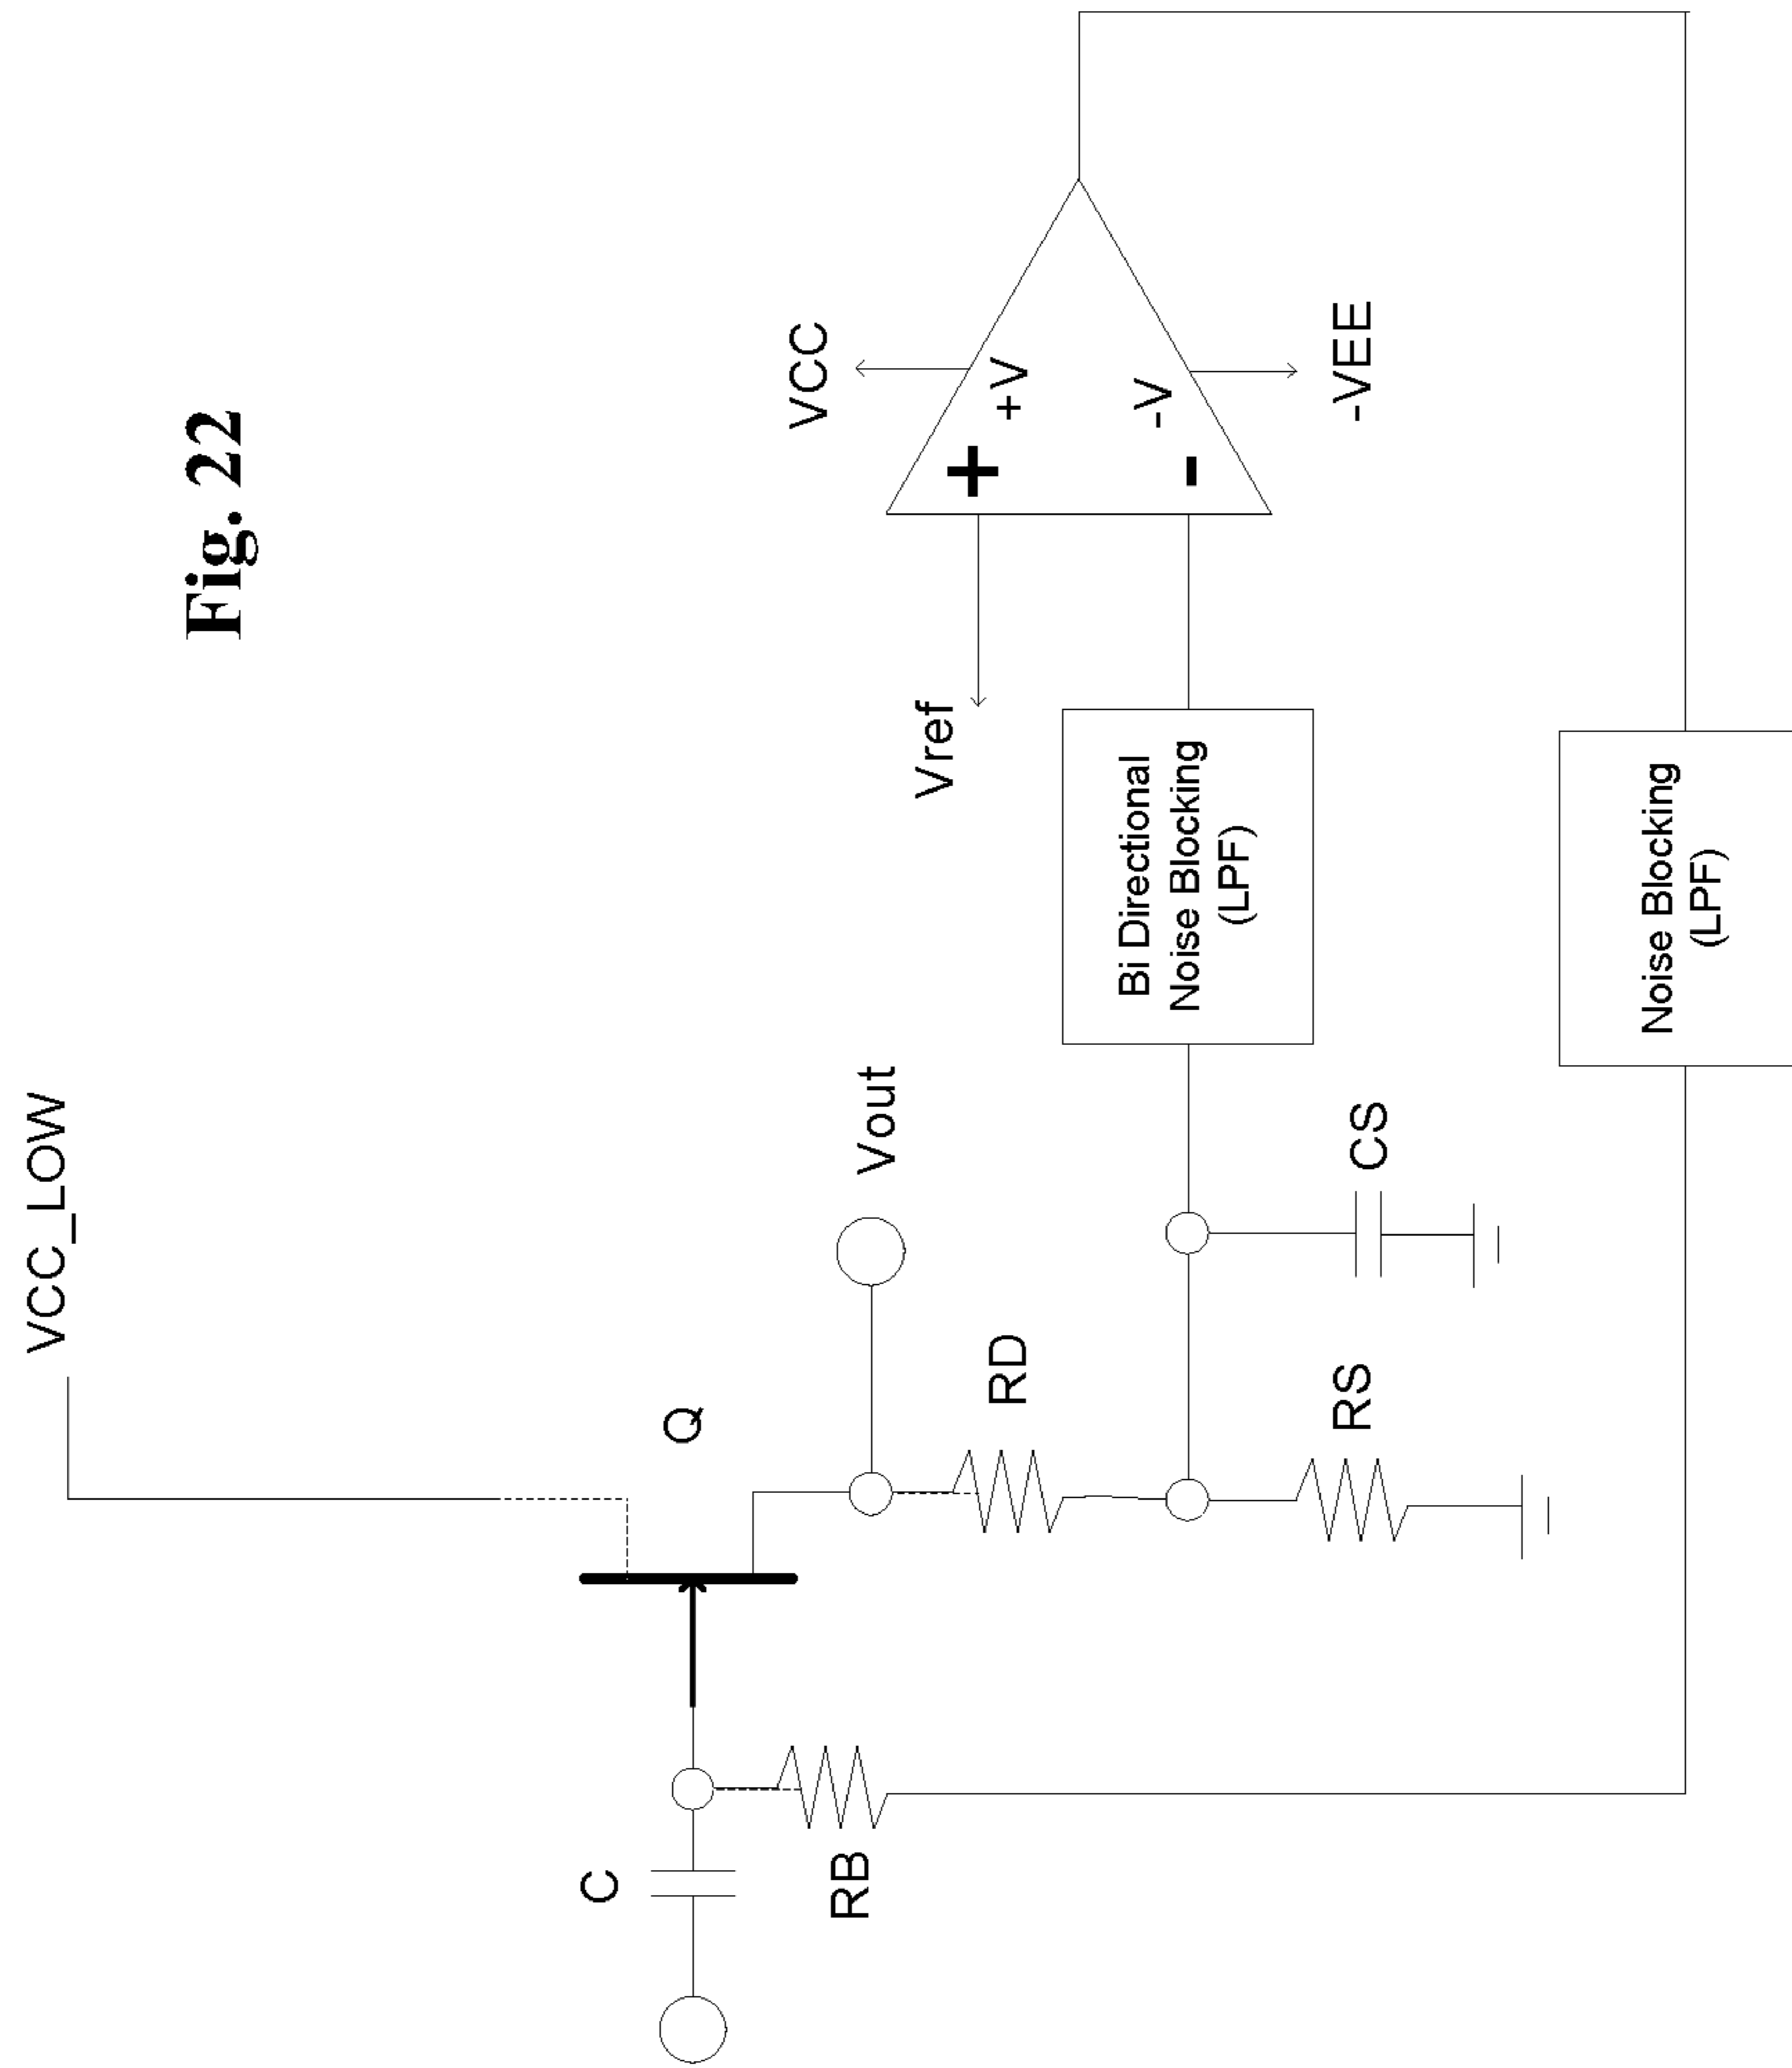 Fig. 22
VCC_LOW
Q
C
RB
Vout
RD
RS
CS
Vref
VCC
+
+V
-
-V
-VEE
Bi Directional
Noise Blocking
(LPF)
Noise Blocking
(LPF)